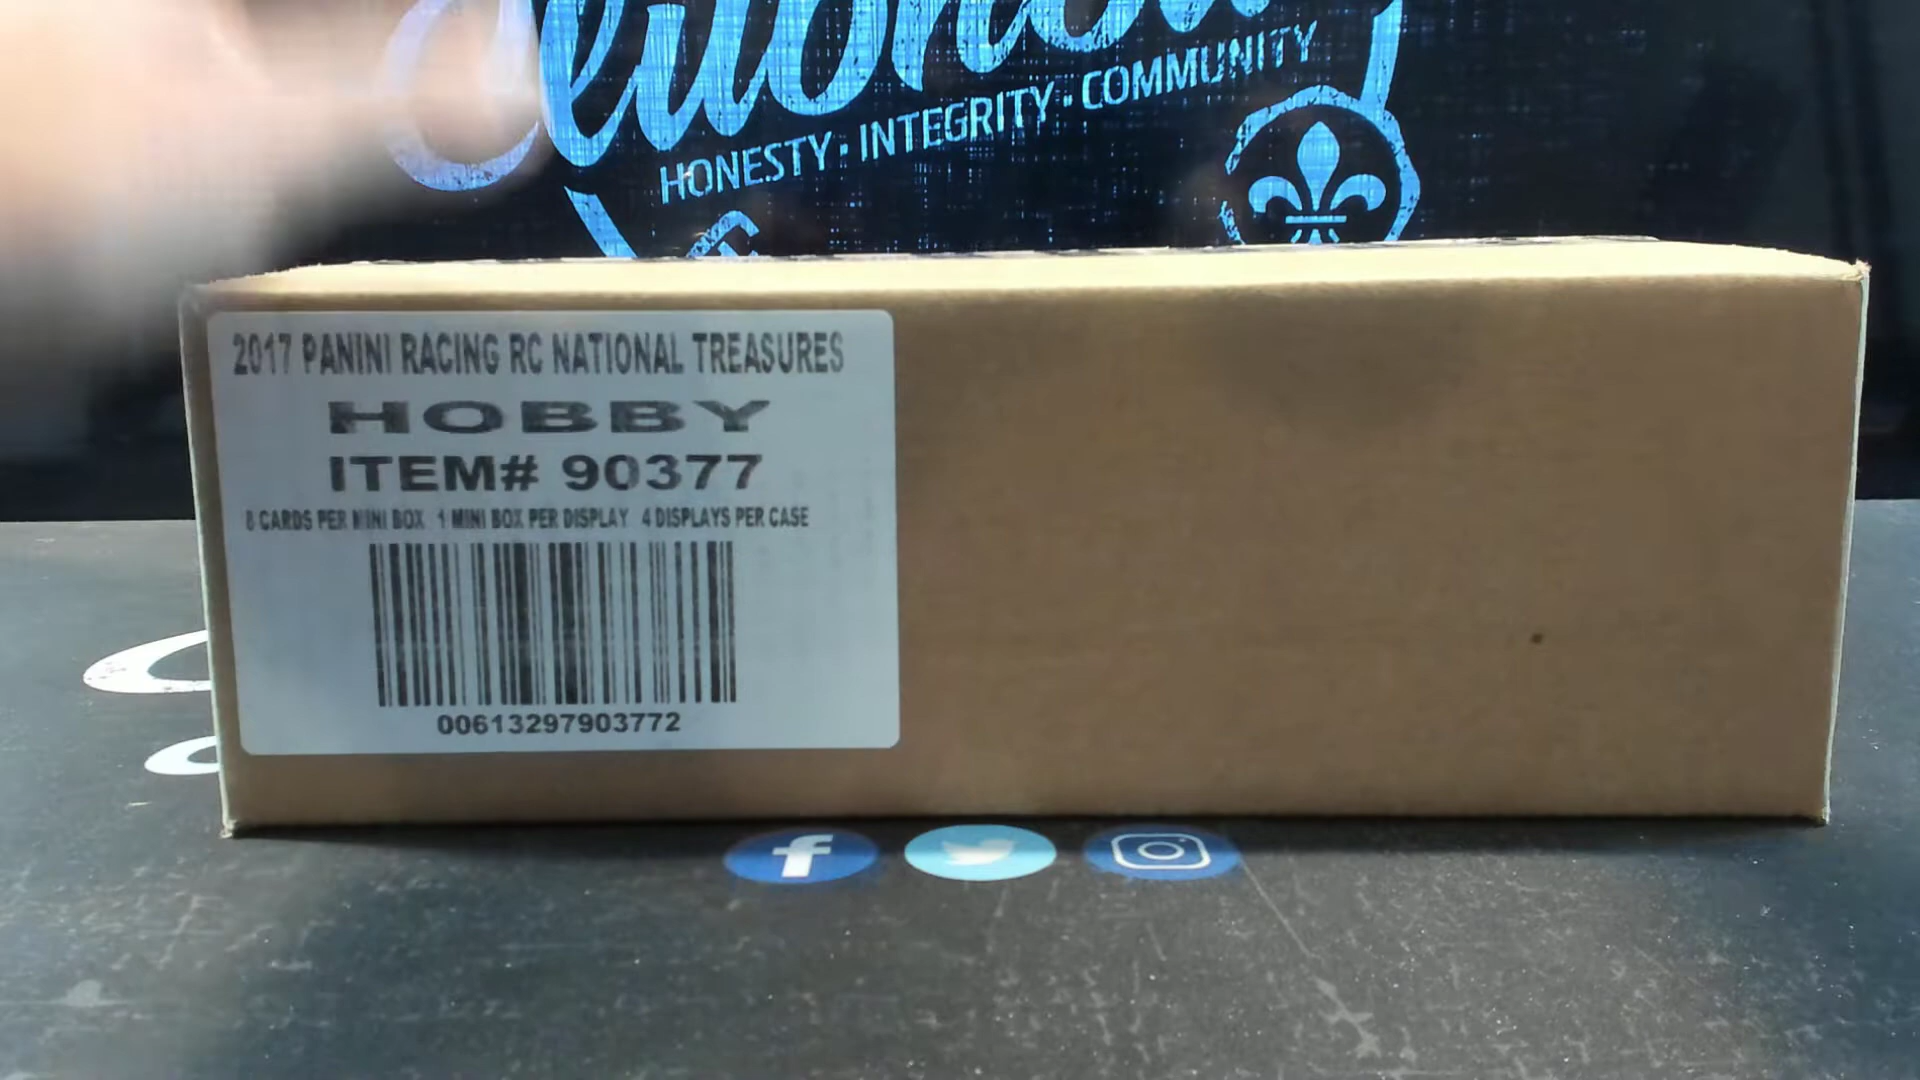 HONESTY · INTEGRITY · COMMUNITY
2017 PANINI RACING RC NATIONAL TREASURES
HOBBY
ITEM# 90377
8 CARDS PER MINI BOX 1 MINI BOX PER DISPLAY 4 DISPLAYS PER CASE
00613297903772